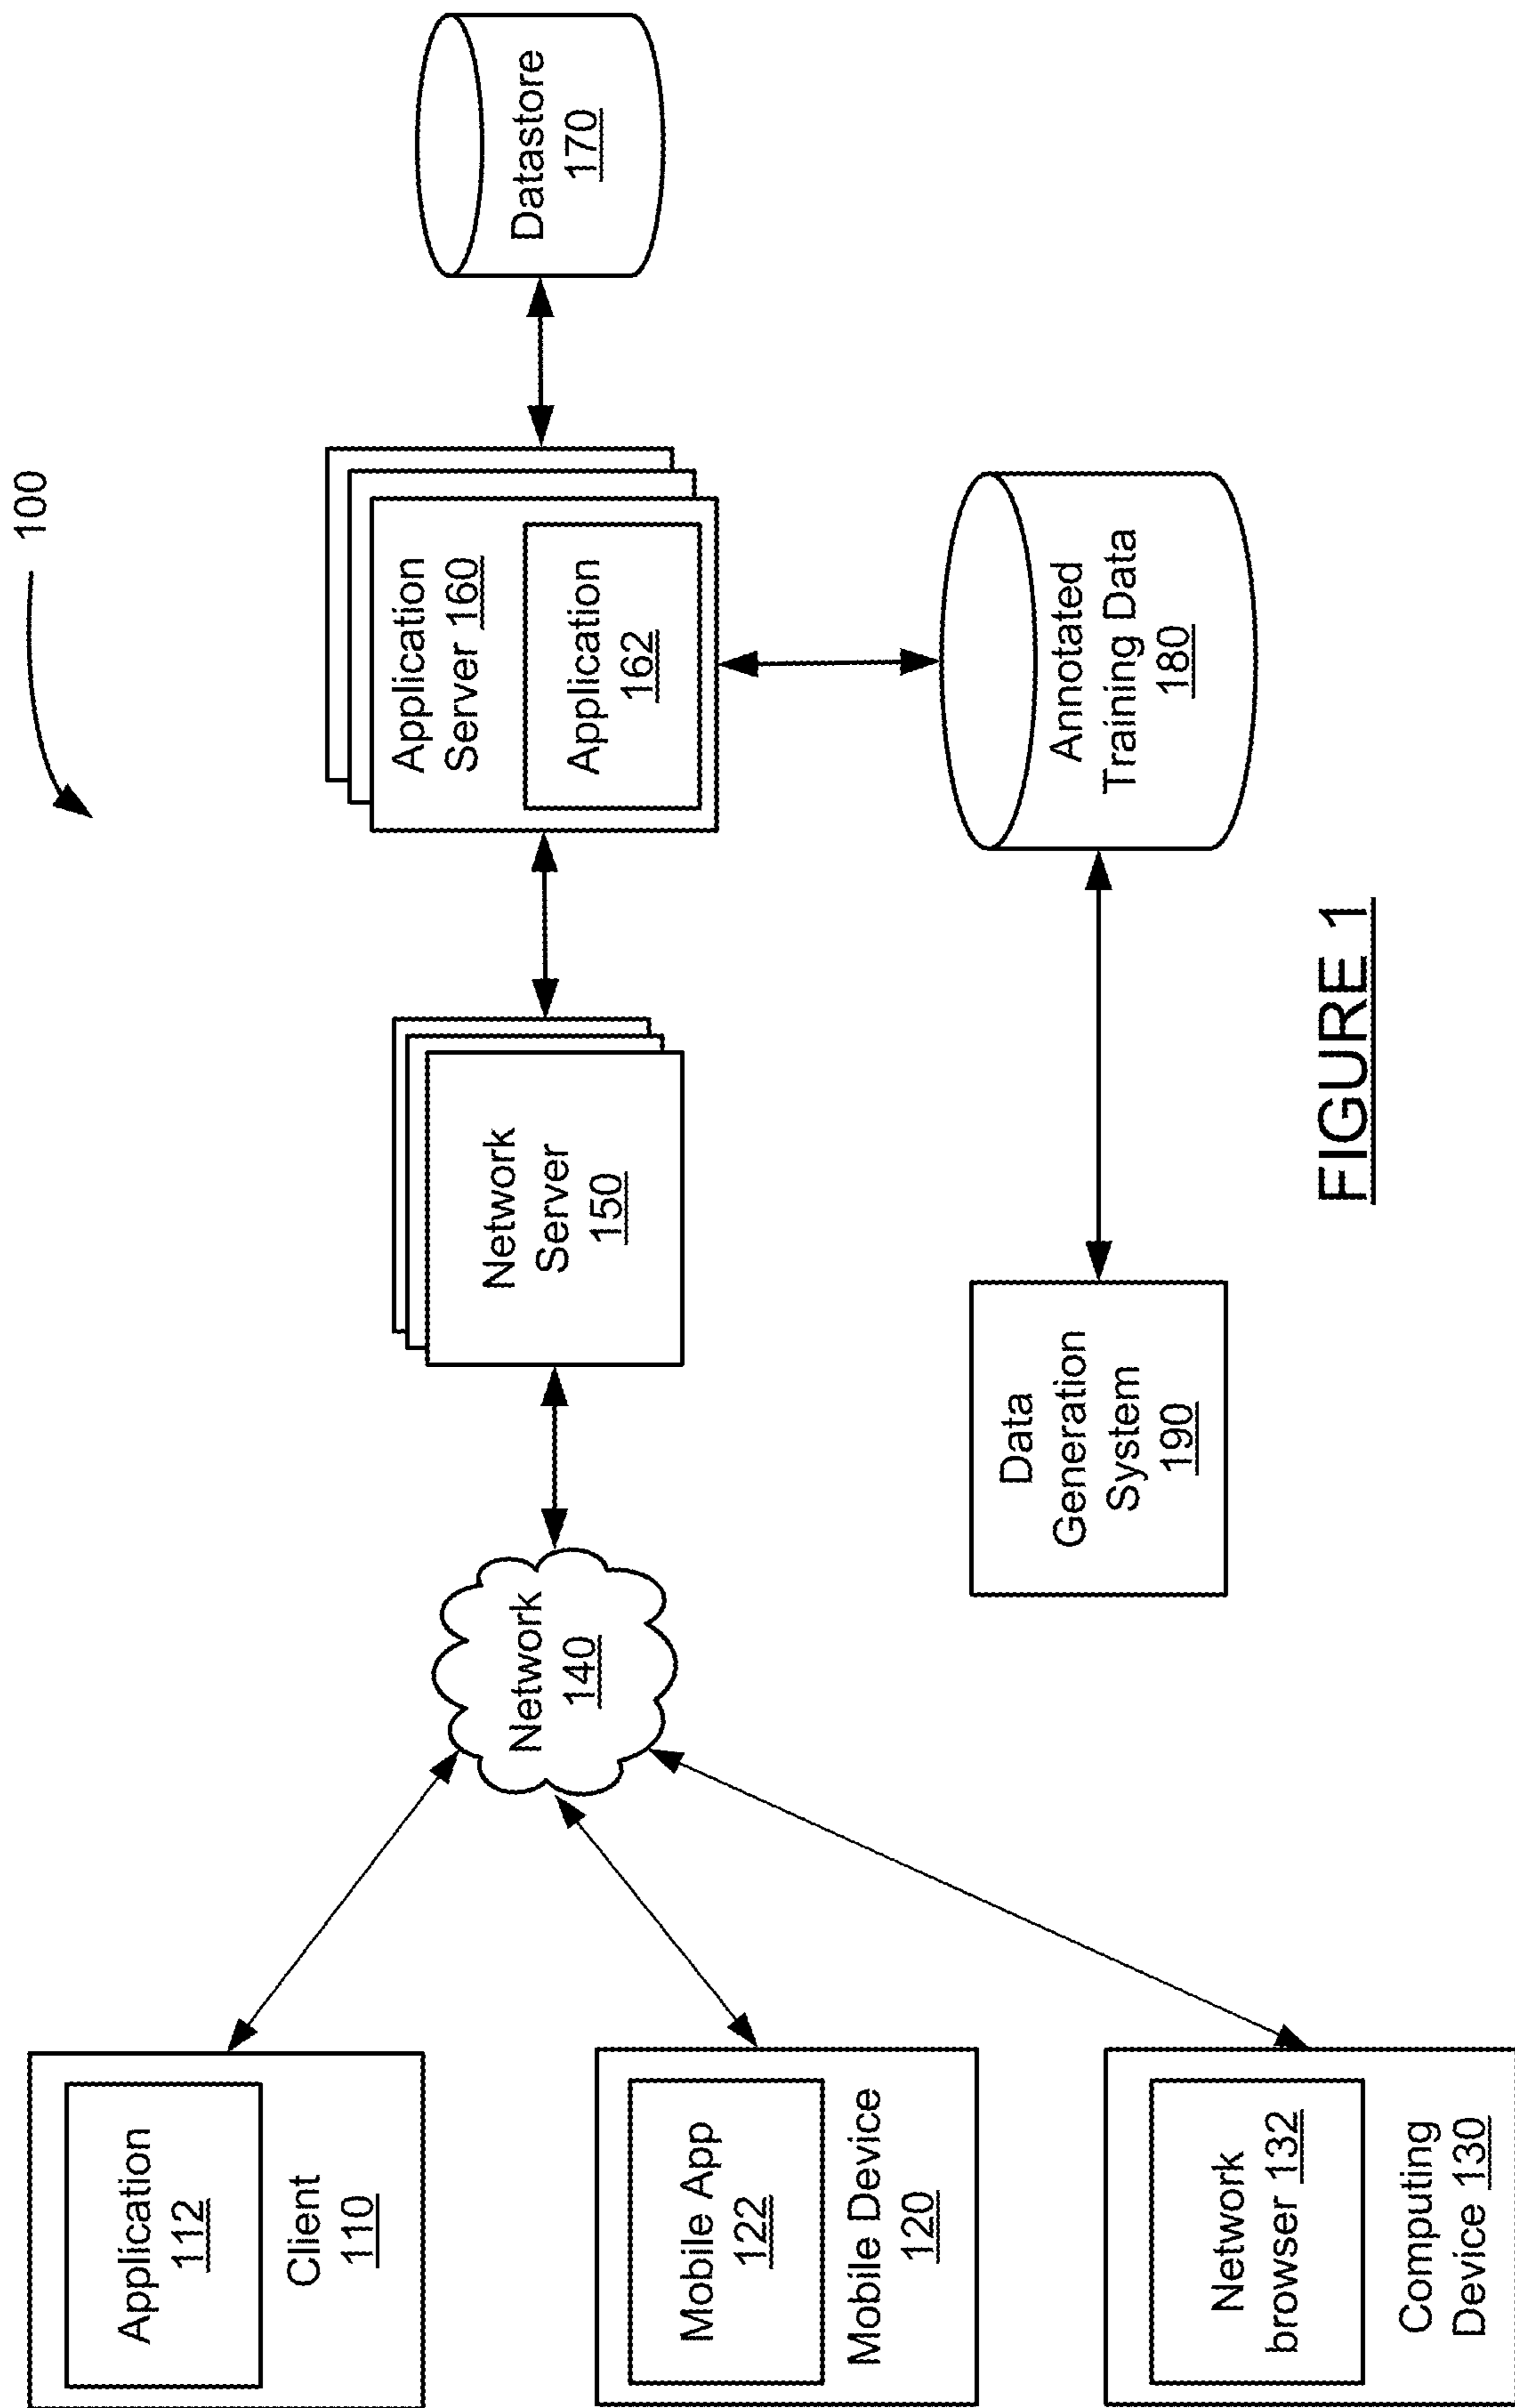 100
Application
112
Client
110
Mobile App
122
Mobile Device
120
Network
browser 132
Computing
Device 130
Network
140
Network
Server
150
Application
Server 160
Application
162
Datastore
170
Annotated
Training Data
180
Data
Generation
System
190
FIGURE 1